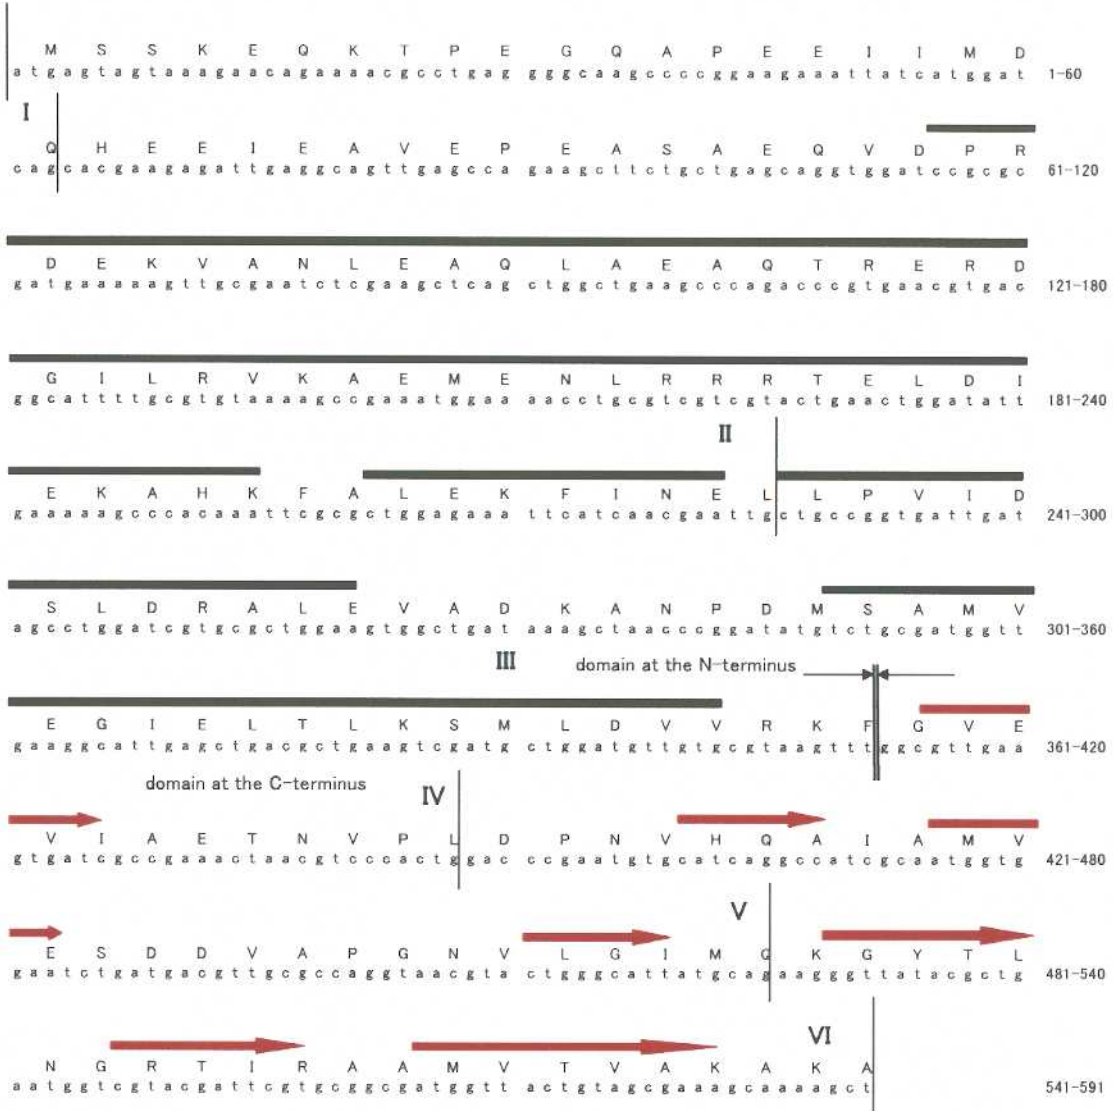 M S S K E Q K T P E G Q A P E E I I M D
atgagtagtaaagaacagaaaacgcctgag gggcaagccccggaagaaattatcatggat 1-60
I
Q H E E I E A V E P E A S A E Q V D P R
cagcacgaagagattgaggcagttgagcca gaagcttctgctgagcaggtggatccgcgc 61-120
D E K V A N L E A Q L A E A Q T R E R D
gatgaaaaagttgcgaatctcgaagctcag ctggctgaagcccagacccgtgaacgtgac 121-180
G I L R V K A E M E N L R R R T E L D I
ggcattttgcgtgtaaaagccgaaatggaa aacctgcgtcgtcgtactgaactggatatt 181-240
II
E K A H K F A L E K F I N E L L P V I D
gaaaaagcccacaaattcgcgctggagaaa ttcatcaacgaattgctgccggtgattgat 241-300
S L D R A L E V A D K A N P D M S A M V
agcctggatcgtgcgctggaagtggctgat aaagctaacccggatatgtctgcgatggtt 301-360
III domain at the N-terminus
E G I E L T L K S M L D V V R K F G V E
gaaggcattgagctgacgctgaagtcgatg ctggatgttgtgcgtaagtttggcgttgaa 361-420
domain at the C-terminus IV
V I A E T N V P L D P N V H Q A I A M V
gtgatcgccgaaactaacgtcccactggac ccgaatgtgcatcaggccatcgcaatggtg 421-480
V
E S D D V A P G N V L G I M Q K G Y T L
gaatctgatgacgttgcgccaggtaacgta ctgggcattatgcagaagggttatacgctg 481-540
VI
N G R T I R A A M V T V A K A K A
aatggtcgtacgattcgtgcggcgatggtt actgtagcgaaagcaaaagct 541-591